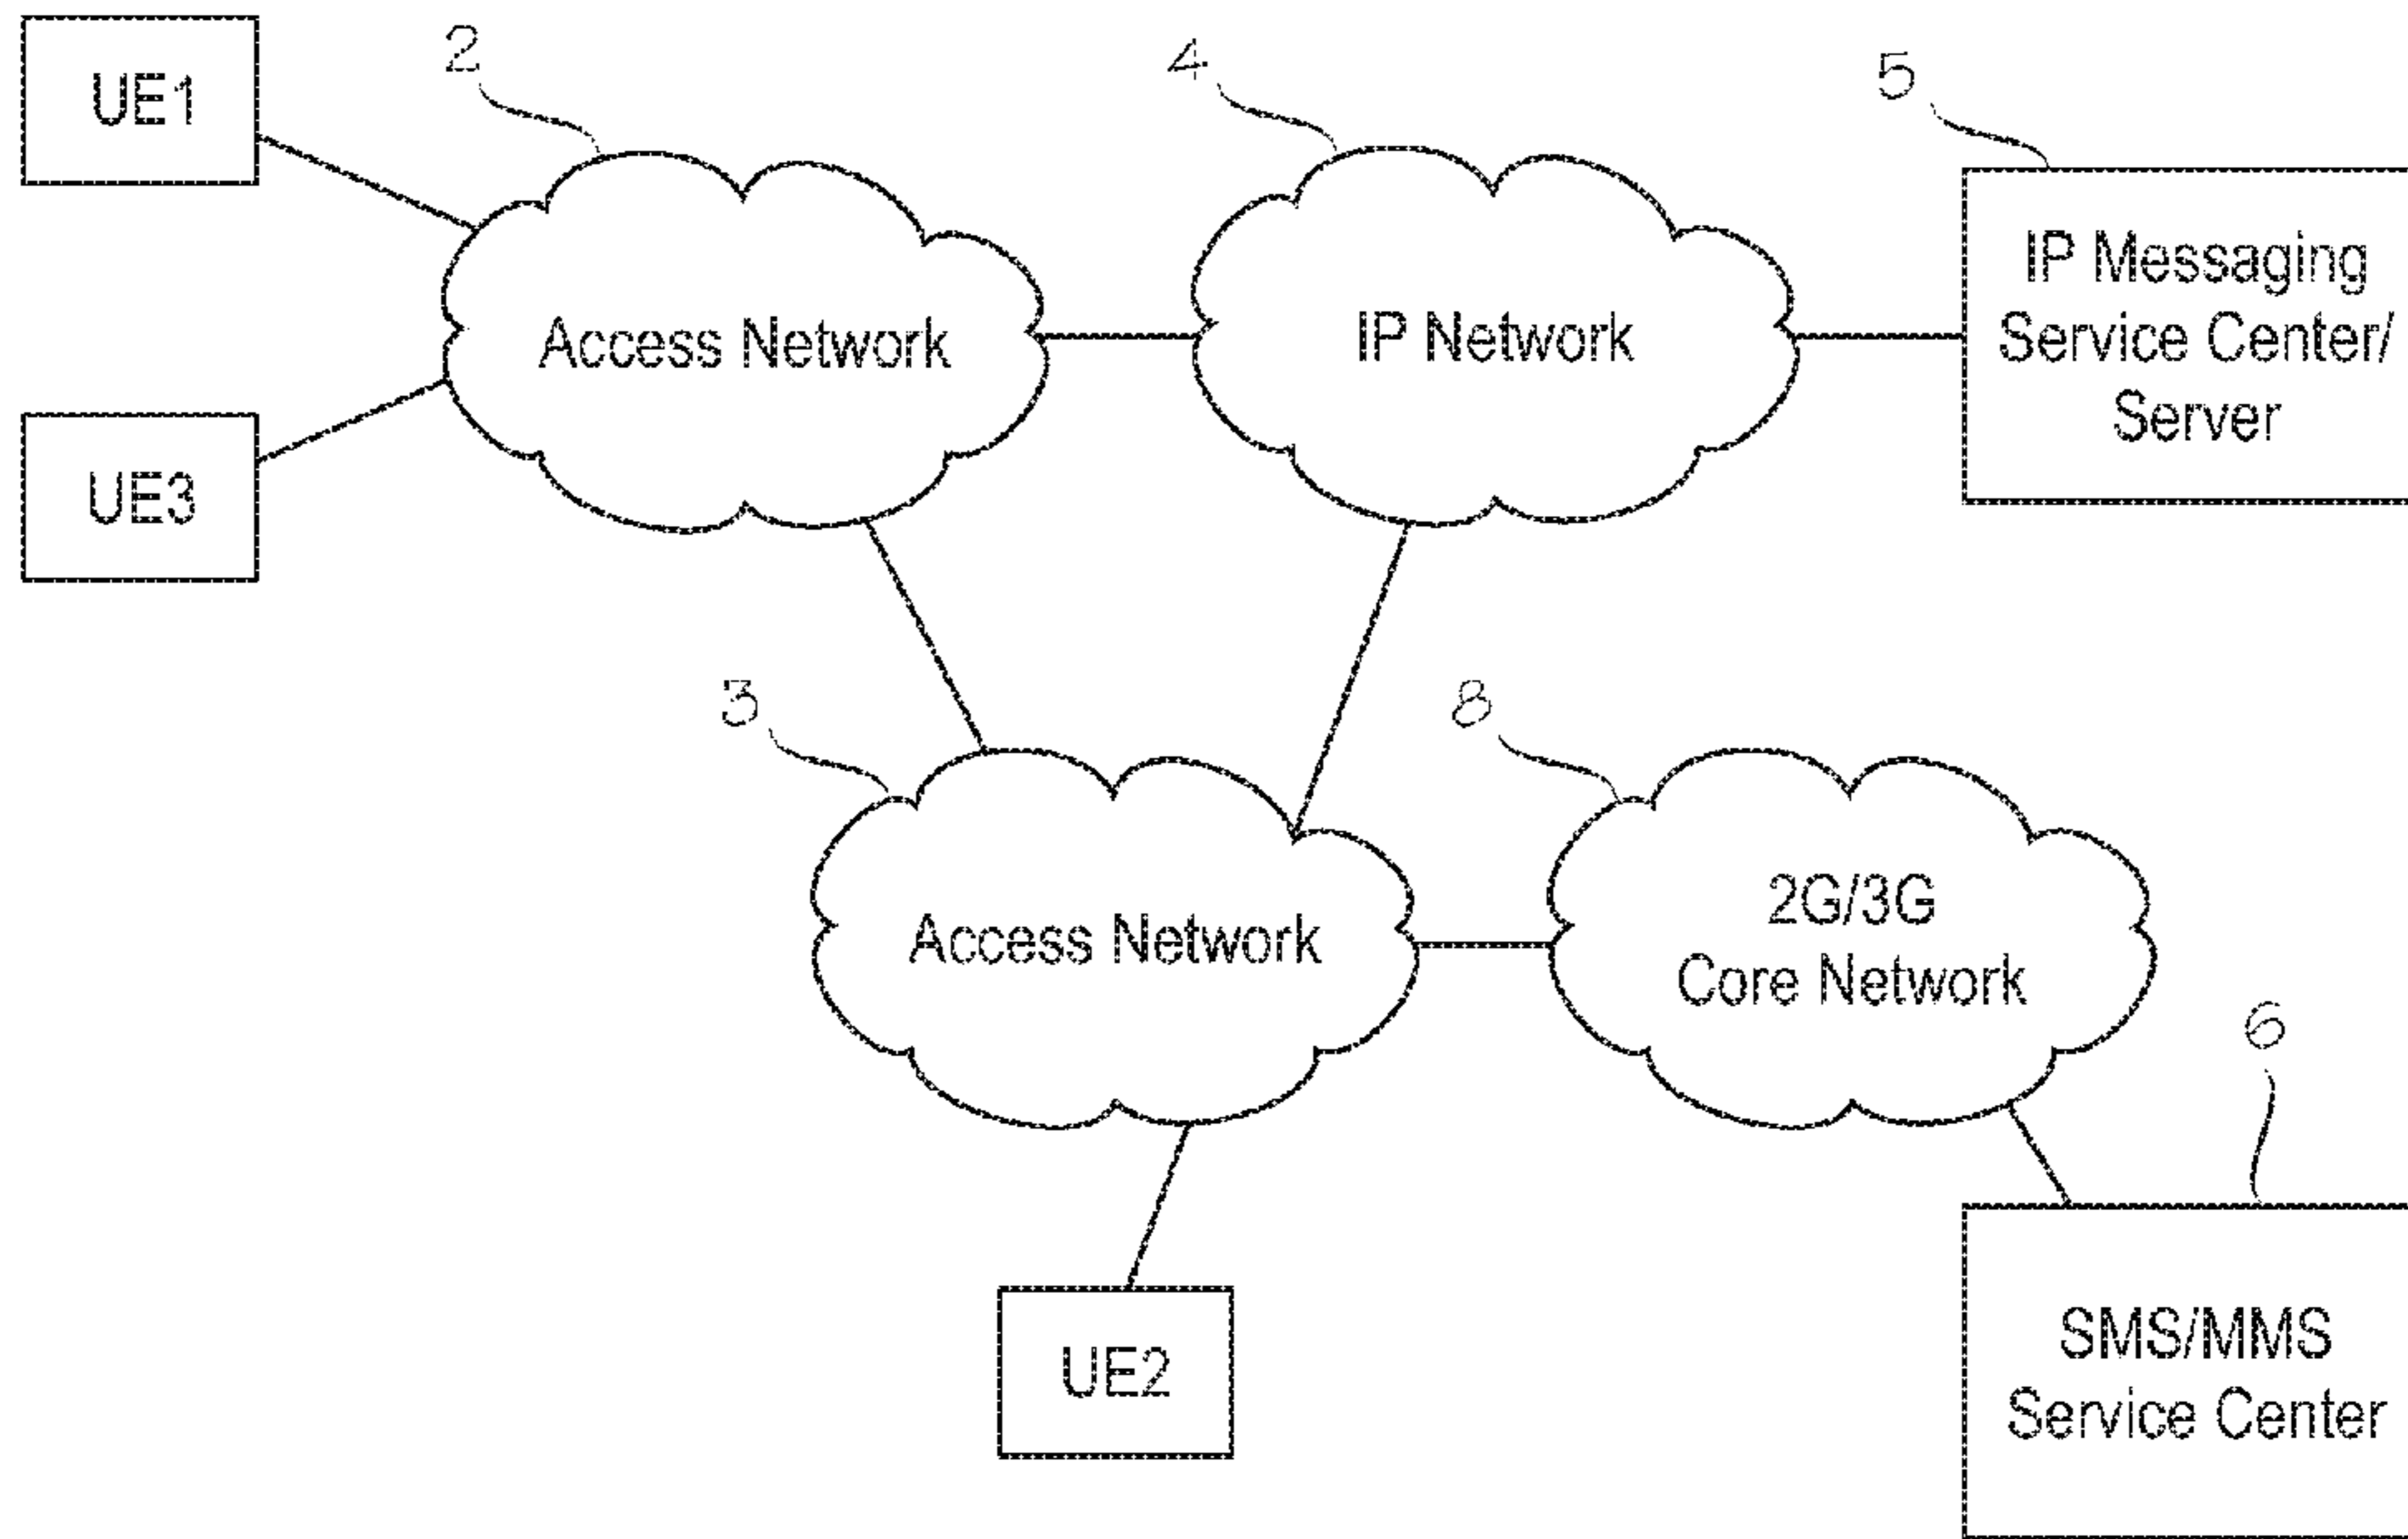 UE1
2
4
5
Access Network
IP Network
IP Messaging
Service Center/
Server
UE3
3
8
Access Network
2G/3G
Core Network
6
UE2
SMS/MMS
Service Center